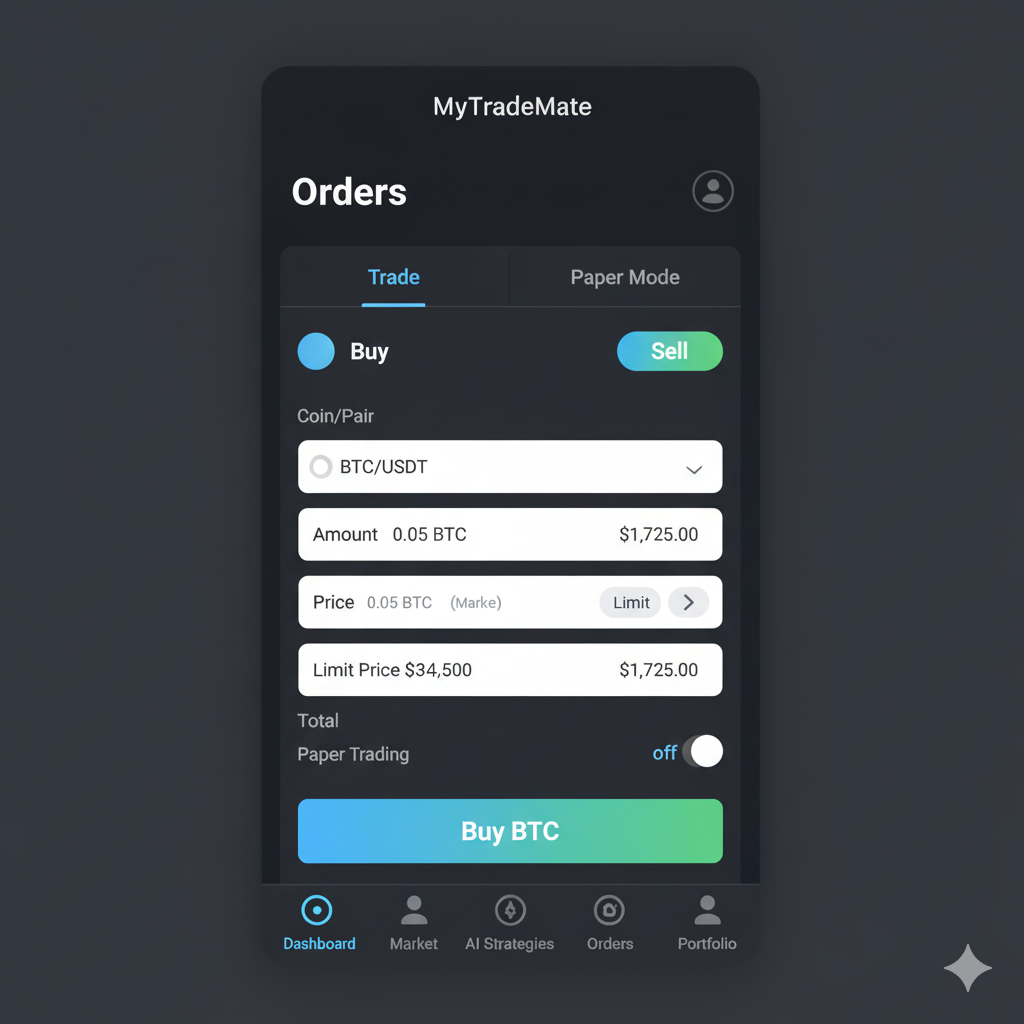 MyTradeMate
Orders
Trade Paper Mode
Buy Sell
Coin/Pair
BTC/USDT
Amount 0.05 BTC $1,725.00
Price 0.05 BTC (Marke) Limit
Limit Price $34,500 $1,725.00
Total
Paper Trading off
Buy BTC
Dashboard Market AI Strategies Orders Portfolio